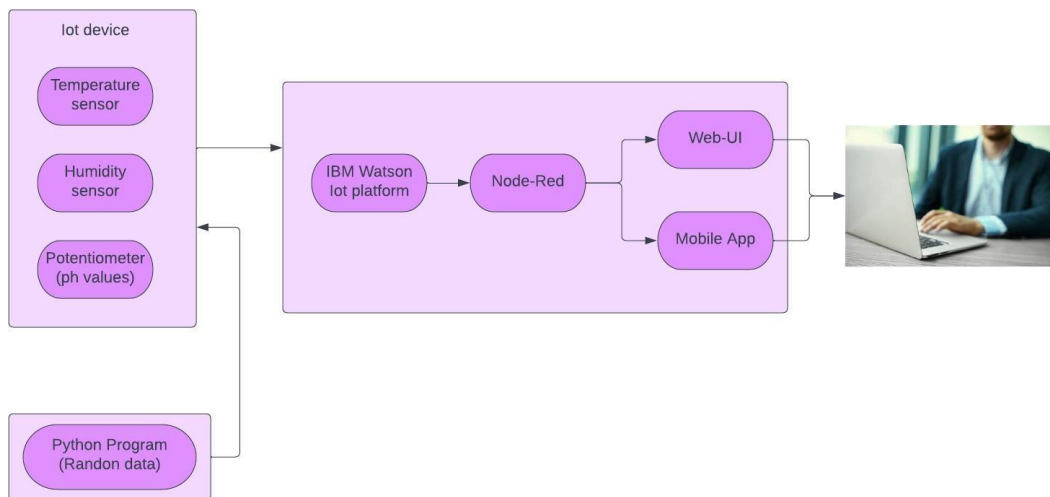 Iot device
Temperature
sensor
Humidity
sensor
Potentiometer
(ph values)
IBM Watson
Iot platform
Node-Red
Web-UI
Mobile App
Python Program
(Randon data)